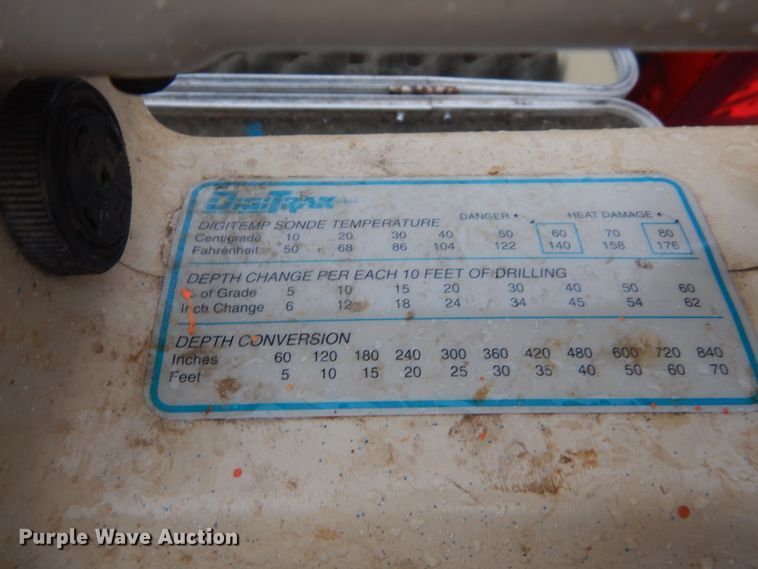 DIGITRAK
DANGER HEAT DAMAGE
DIGITEMP SONDE TEMPERATURE
Centigrade 10 20 30 40 50 60 70 80
Fahrenheit 50 68 86 104 122 140 158 176
DEPTH CHANGE PER EACH 10 FEET OF DRILLING
% of Grade 5 10 15 20 30 40 50 60
Inch Change 6 12 18 24 34 45 54 62
DEPTH CONVERSION
Inches 60 120 180 240 300 360 420 480 600 720 840
Feet 5 10 15 20 25 30 35 40 50 60 70
Purple Wave Auction